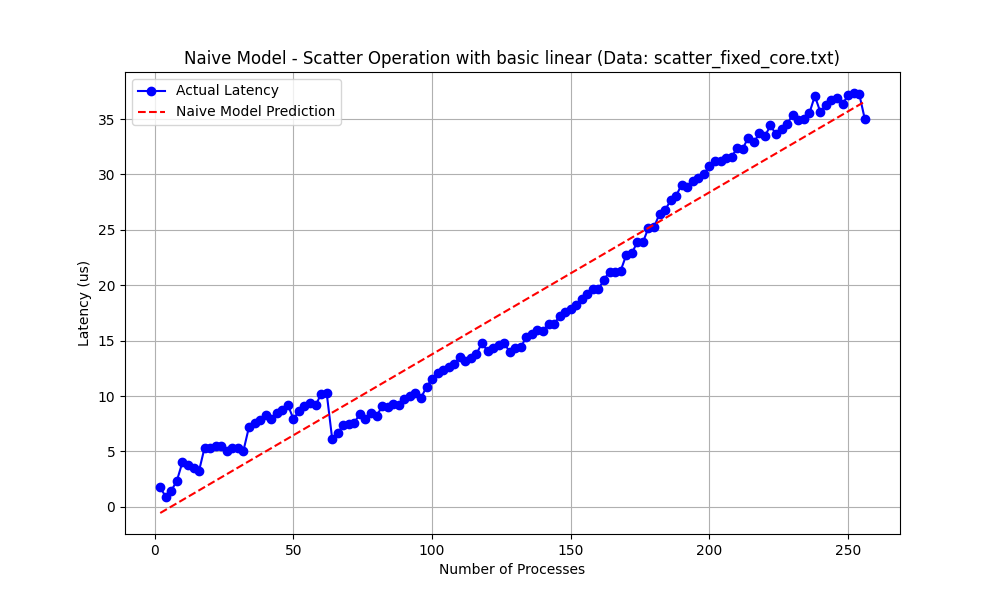 Naive Model - Scatter Operation with basic linear (Data: scatter_fixed_core.txt)
Actual Latency
Naive Model Prediction
35
30
25
20
15
10
5
0
Latency (us)
0 50 100 150 200 250
Number of Processes